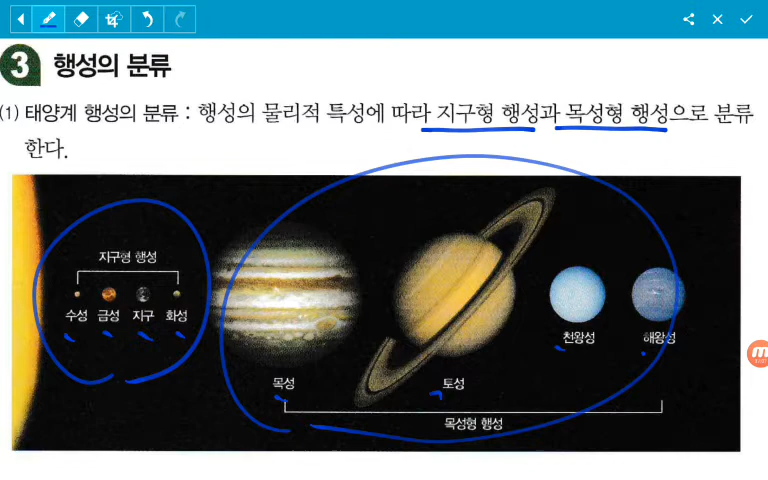 3 행성의 분류
(1) 태양계 행성의 분류 : 행성의 물리적 특성에 따라 지구형 행성과 목성형 행성으로 분류
한다.
지구형 행성
수성 금성 지구 화성
천왕성 해왕성
목성 토성
목성형 행성